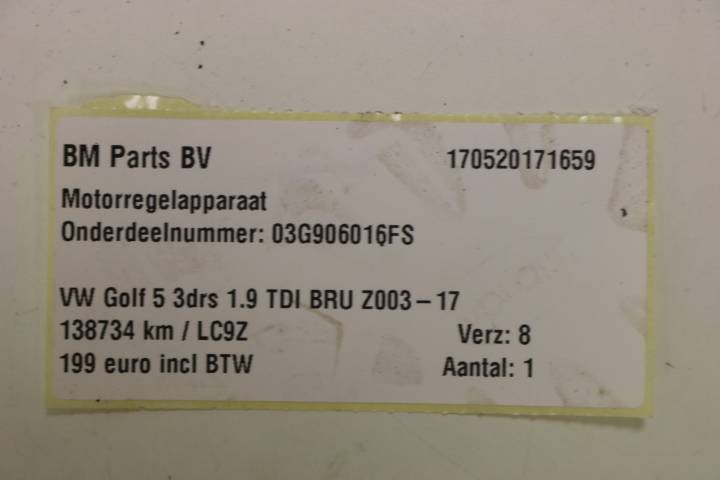 BM Parts BV 170520171659
Motorregelapparaat
Onderdeelnummer: 03G906016FS
VW Golf 5 3drs 1.9 TDI BRU Z003-17
138734 km / LC9Z Verz: 8
199 euro incl BTW Aantal: 1